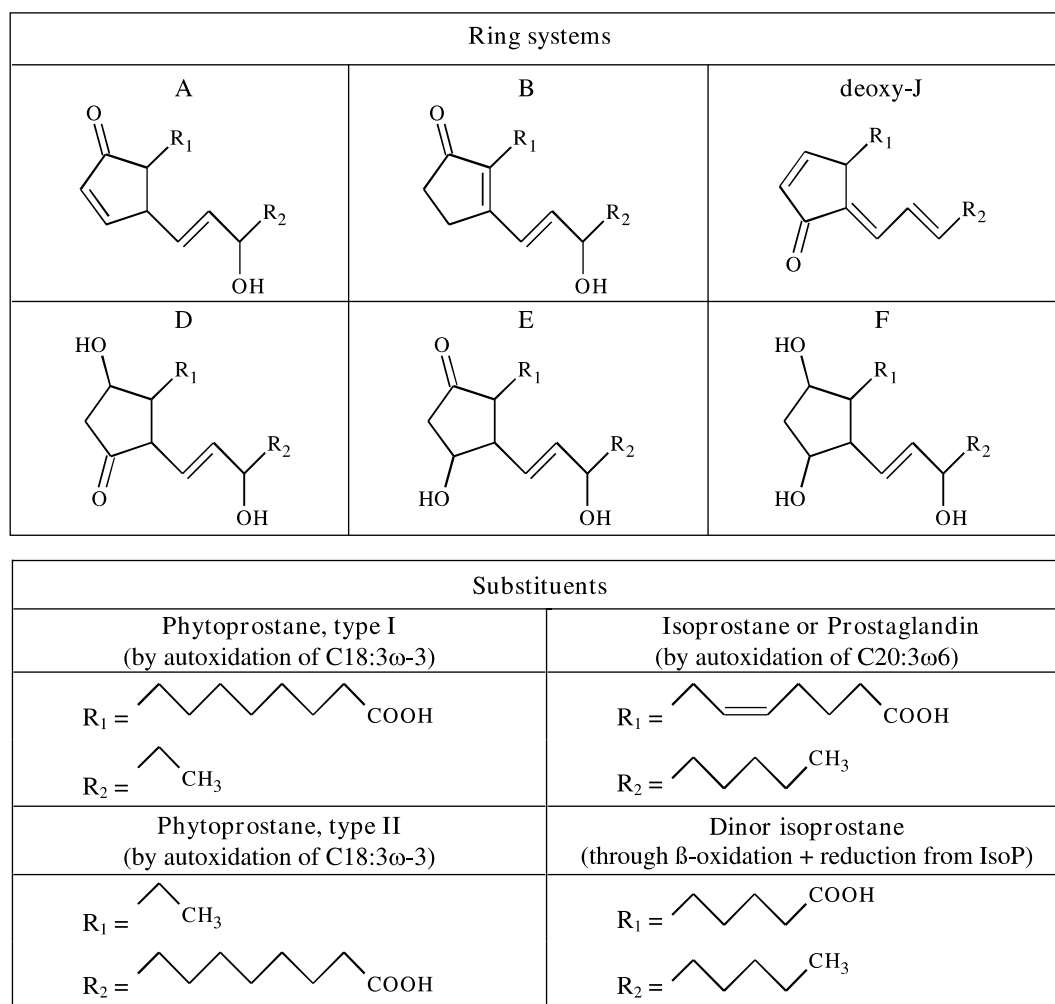 Ring systems
A
B
deoxy-J
O
R₁
R₂
OH
O
R₁
R₂
OH
R₁
R₂
O
D
E
F
HO
R₁
R₂
O
OH
O
R₁
R₂
HO
OH
HO
R₁
R₂
HO
OH
Substituents
Phytoprostane, type I
(by autoxidation of C18:3ω-3)
Isoprostane or Prostaglandin
(by autoxidation of C20:3ω6)
R₁ = COOH
R₂ = CH₃
R₁ = COOH
R₂ = CH₃
Phytoprostane, type II
(by autoxidation of C18:3ω-3)
Dinor isoprostane
(through ß-oxidation + reduction from IsoP)
R₁ = CH₃
R₂ = COOH
R₁ = COOH
R₂ = CH₃